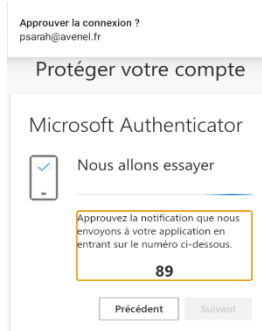 Approuver la connexion ?
psarah@avenel.fr
Protéger votre compte
Microsoft Authenticator
Nous allons essayer
Approuvez la notification que nous
envoyons à votre application en
entrant sur le numéro ci-dessous.
89
Précédent
Suivant